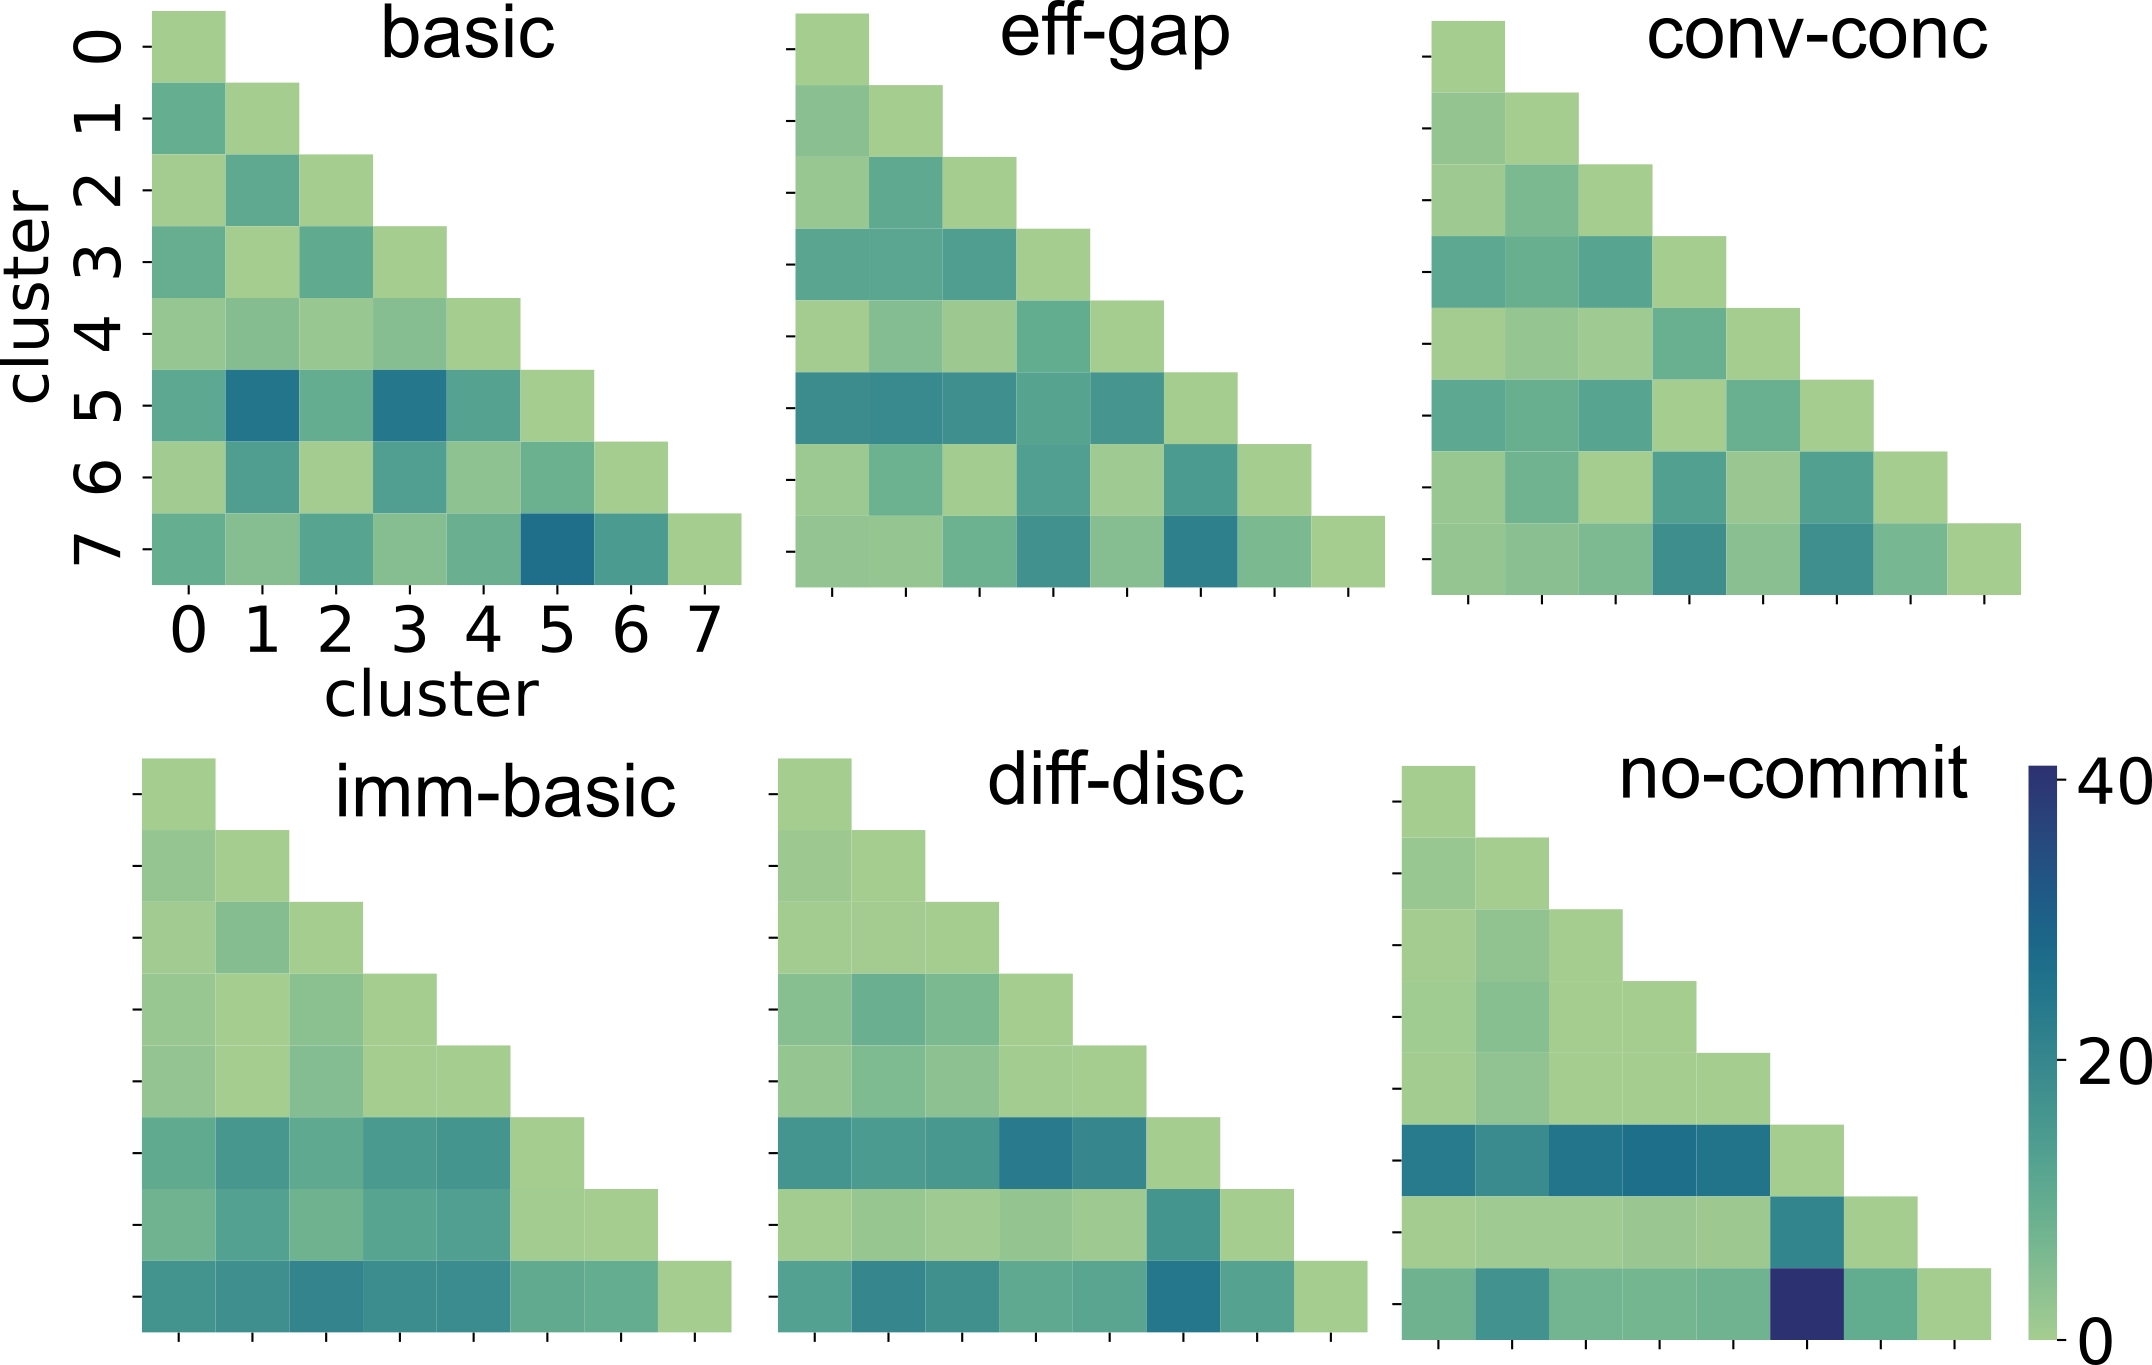 basic
eff-gap
conv-conc
cluster
0
1
2
3
4
5
6
7
0 1 2 3 4 5 6 7
cluster
imm-basic
diff-disc
no-commit
40
20
0